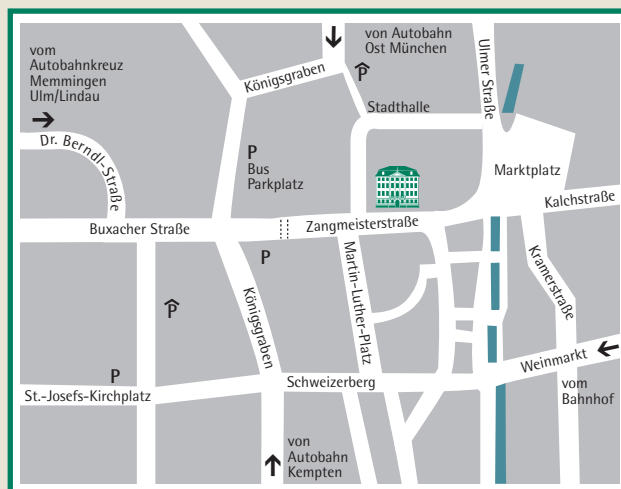 vom
Autobahnkreuz
Memmingen
Ulm/Lindau
von Autobahn
Ost München
Ulmer Straße
Königsgraben
P
Stadthalle
Dr. Berndl-Straße
P
Bus
Parkplatz
Marktplatz
Kalchstraße
Buxacher Straße
Zangmeisterstraße
P
Martin-Luther-Platz
Kramerstraße
Königsgraben
P
P
St.-Josefs-Kirchplatz
Schweizerberg
Weinmarkt
vom
Bahnhof
von
Autobahn
Kempten